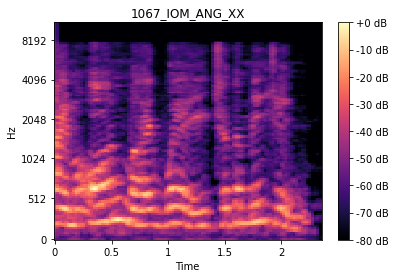 1067_IOM_ANG_XX
Hz
8192
4096
2048
1024
512
0
0 0.5 1 1.5 2
Time
+0 dB
-10 dB
-20 dB
-30 dB
-40 dB
-50 dB
-60 dB
-70 dB
-80 dB